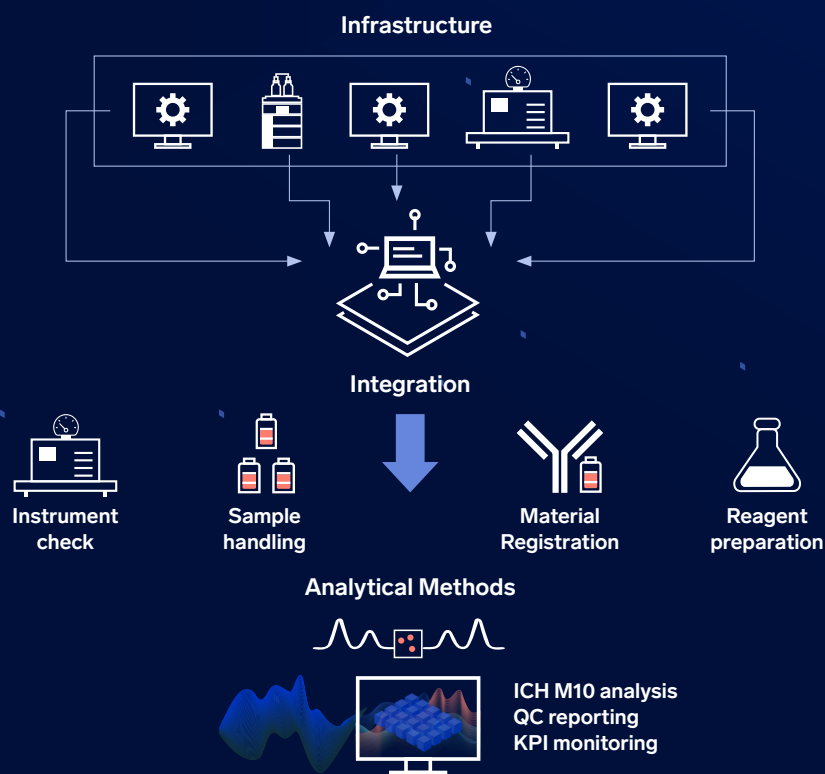 Infrastructure
Integration
Instrument
check
Sample
handling
Material
Registration
Reagent
preparation
Analytical Methods
ICH M10 analysis
QC reporting
KPI monitoring